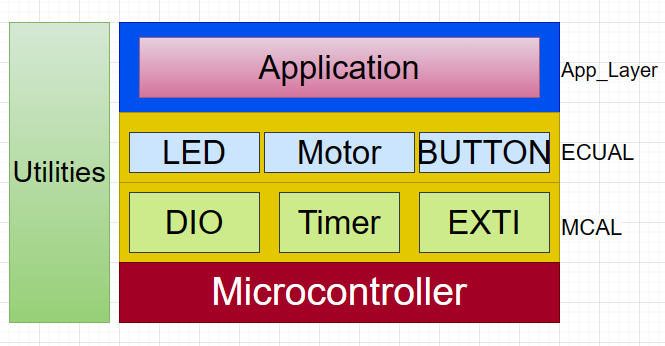 Application
App_Layer
Utilities
LED
Motor
BUTTON
ECUAL
DIO
Timer
EXTI
MCAL
Microcontroller